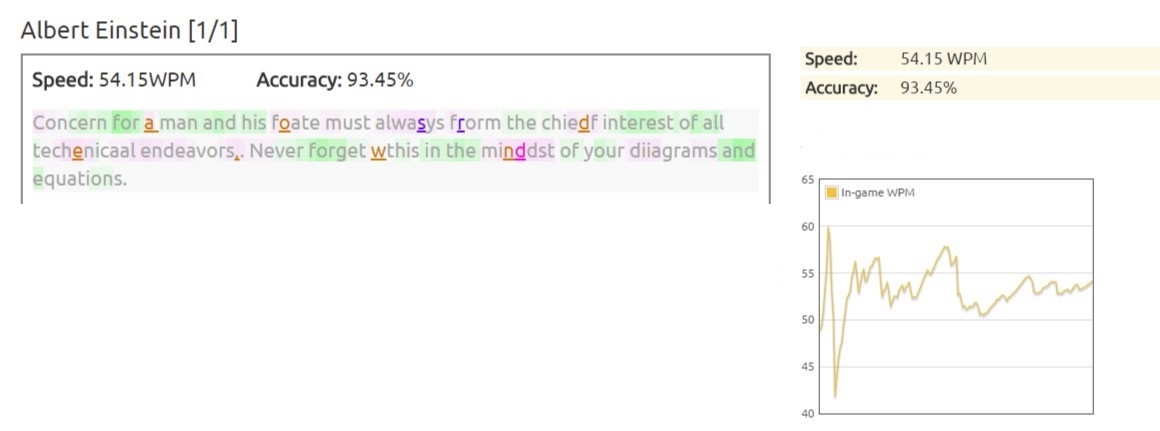 Albert Einstein [1/1]
Speed: 54.15WPM Accuracy: 93.45%
Concern for a man and his foate must alwasys frorm the chiedf interest of all
techenicaal endeavors,. Never forget wthis in the minddst of your diiagrams and
equations.
Speed: 54.15 WPM
Accuracy: 93.45%
65
In-game WPM
60
55
50
45
40